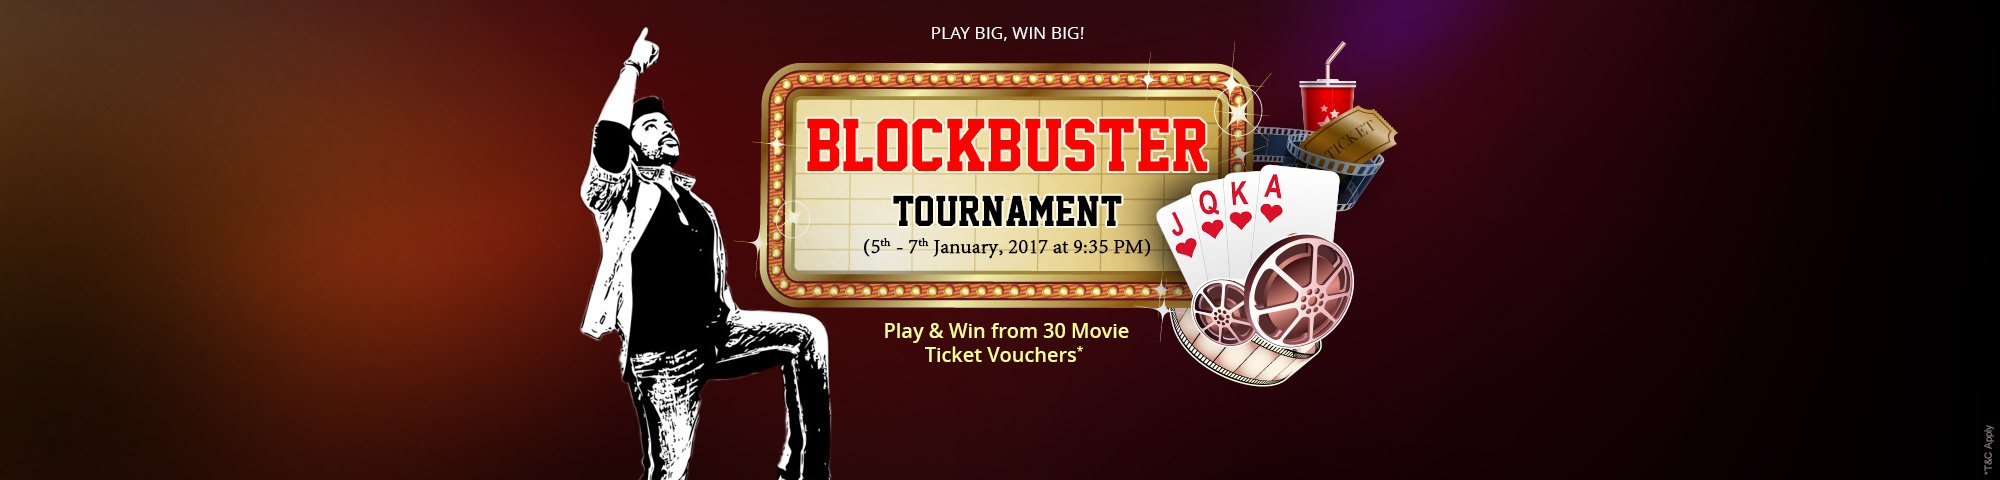 PLAY BIG, WIN BIG!
BLOCKBUSTER
TOURNAMENT
(5th - 7th January, 2017 at 9:35 PM)
Play & Win from 30 Movie
Ticket Vouchers*
TICKET
J Q K A
*T&C Apply